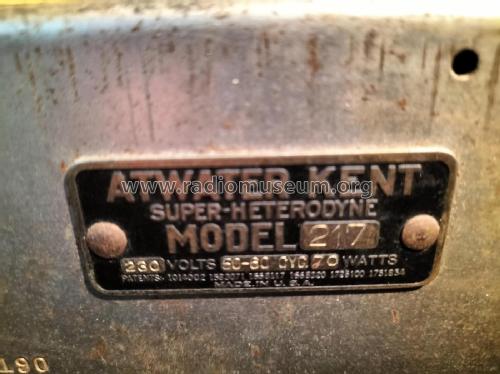 ATWATER KENT
www.radiomuseum.org
SUPER-HETERODYNE
MODEL 217
230 VOLTS 50-60 CYC. 70 WATTS
PATENTS:
MADE IN U.S.A.
190